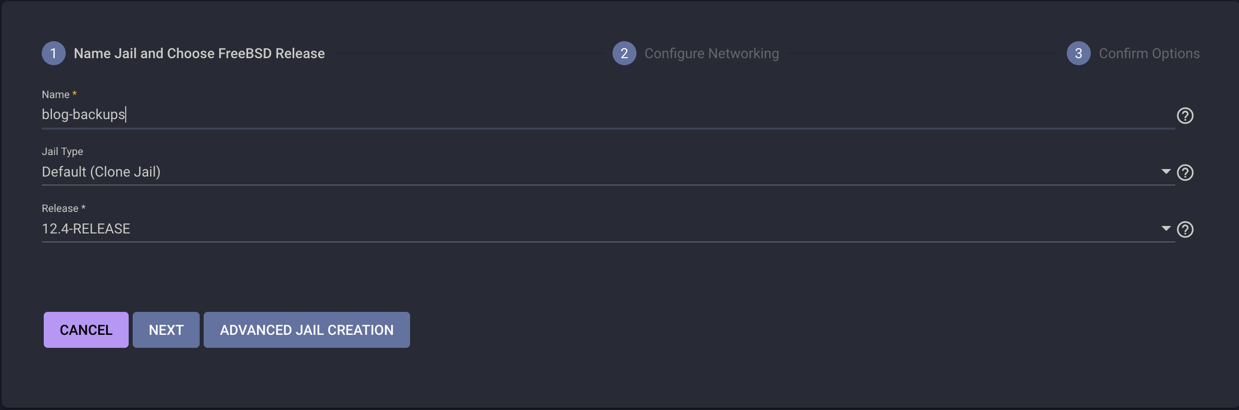 1 Name Jail and Choose FreeBSD Release 2 Configure Networking 3 Confirm Options
Name *
blog-backups
?
Jail Type
Default (Clone Jail)
?
Release *
12.4-RELEASE
?
CANCEL NEXT ADVANCED JAIL CREATION